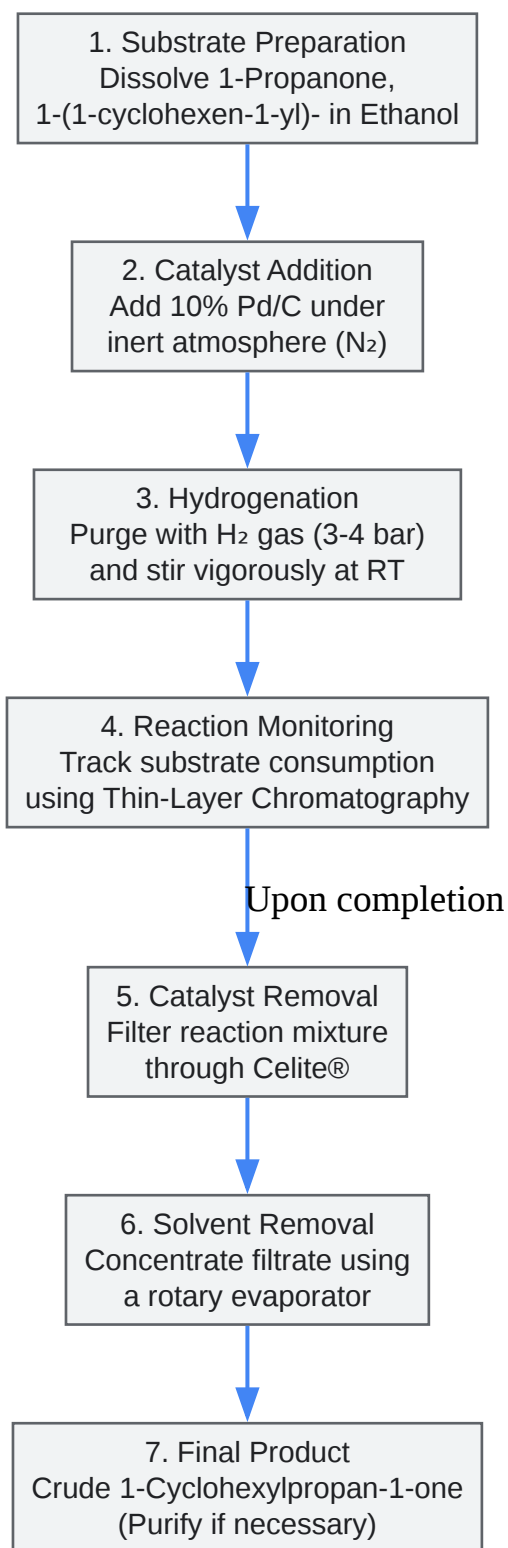 1. Substrate Preparation
Dissolve 1-Propanone,
1-(1-cyclohexen-1-yl)- in Ethanol
2. Catalyst Addition
Add 10% Pd/C under
inert atmosphere (N₂)
3. Hydrogenation
Purge with H₂ gas (3-4 bar)
and stir vigorously at RT
4. Reaction Monitoring
Track substrate consumption
using Thin-Layer Chromatography
Upon completion
5. Catalyst Removal
Filter reaction mixture
through Celite®
6. Solvent Removal
Concentrate filtrate using
a rotary evaporator
7. Final Product
Crude 1-Cyclohexylpropan-1-one
(Purify if necessary)